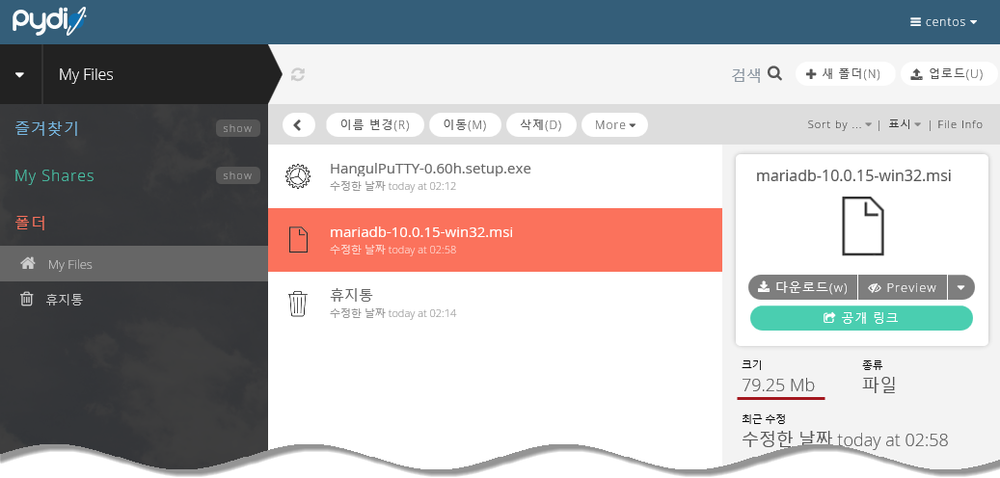 pydio
centos
My Files
검색
새 폴더(N)
업로드(U)
이름 변경(R)
이동(M)
삭제(D)
More
Sort by ...
| 표시
| File Info
즐겨찾기
show
My Shares
show
폴더
My Files
휴지통
HangulPuTTY-0.60h.setup.exe
수정한 날짜 today at 02:12
mariadb-10.0.15-win32.msi
수정한 날짜 today at 02:58
휴지통
수정한 날짜 today at 02:14
mariadb-10.0.15-win32.msi
다운로드(w)
Preview
공개 링크
크기
종류
79.25 Mb
파일
최근 수정
수정한 날짜 today at 02:58